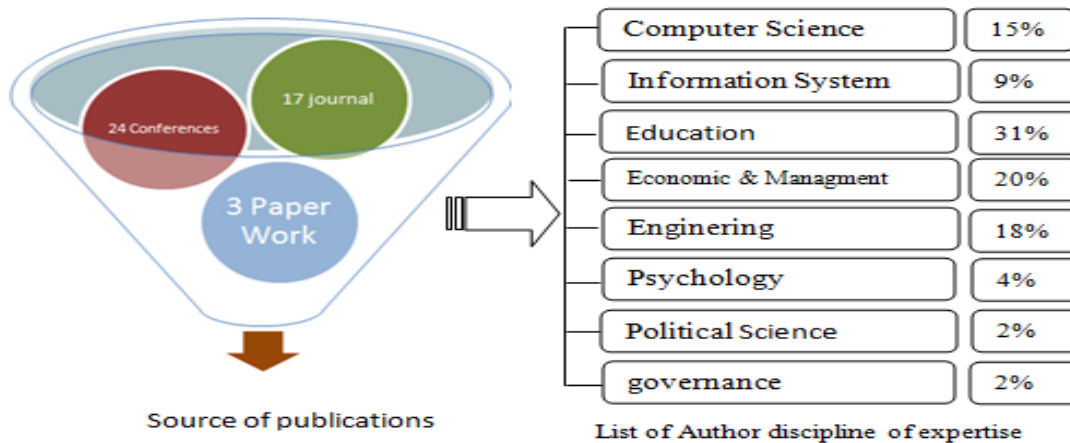 24 Conferences
17 journal
3 Paper
Work
Source of publications
Computer Science 15%
Information System 9%
Education 31%
Economic & Managment 20%
Enginering 18%
Psychology 4%
Political Science 2%
governance 2%
List of Author discipline of expertise